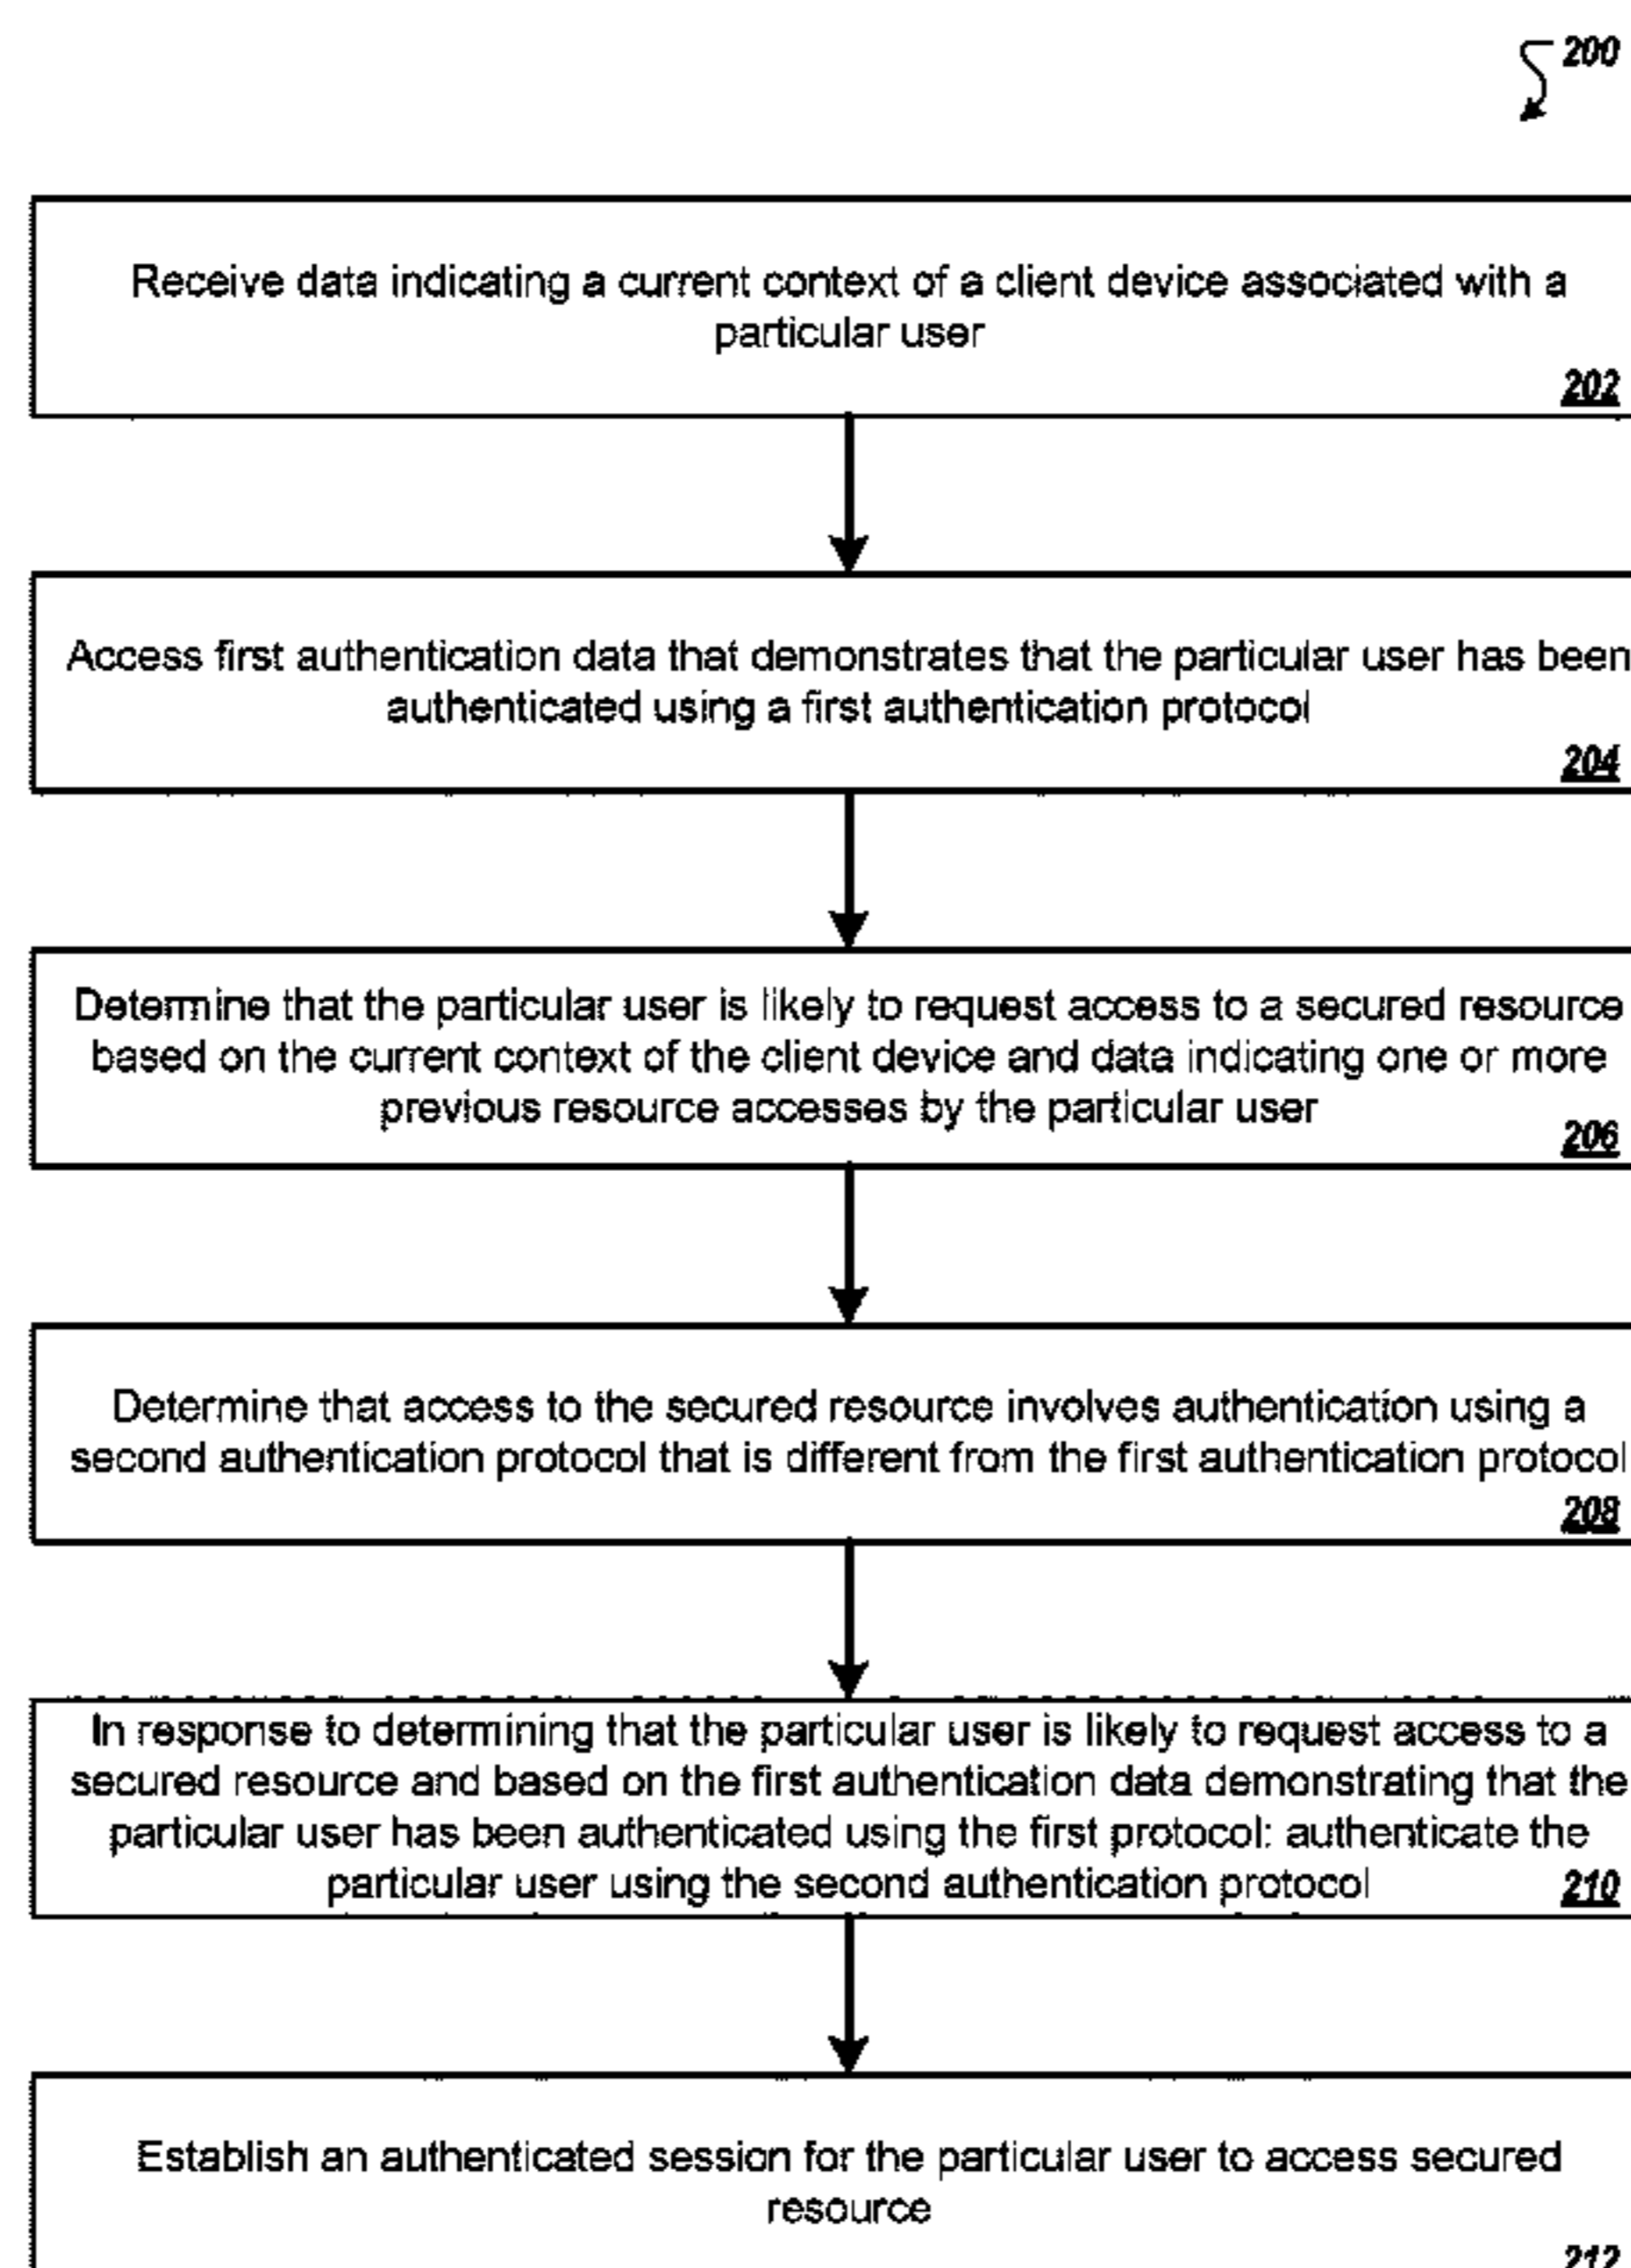 200
Receive data indicating a current context of a client device associated with a
particular user
202
Access first authentication data that demonstrates that the particular user has been
authenticated using a first authentication protocol
204
Determine that the particular user is likely to request access to a secured resource
based on the current context of the client device and data indicating one or more
previous resource accesses by the particular user
206
Determine that access to the secured resource involves authentication using a
second authentication protocol that is different from the first authentication protocol
208
In response to determining that the particular user is likely to request access to a
secured resource and based on the first authentication data demonstrating that the
particular user has been authenticated using the first protocol: authenticate the
particular user using the second authentication protocol
210
Establish an authenticated session for the particular user to access secured
resource
212